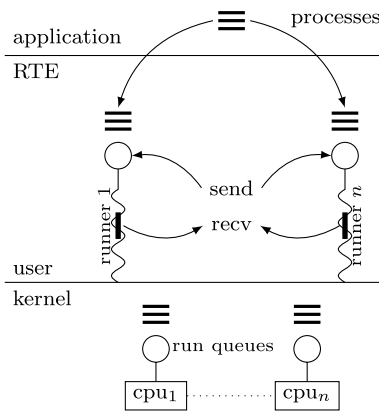 processes
application
RTE
runner 1
runner n
send
recv
user
kernel
run queues
cpu₁
cpuₙ